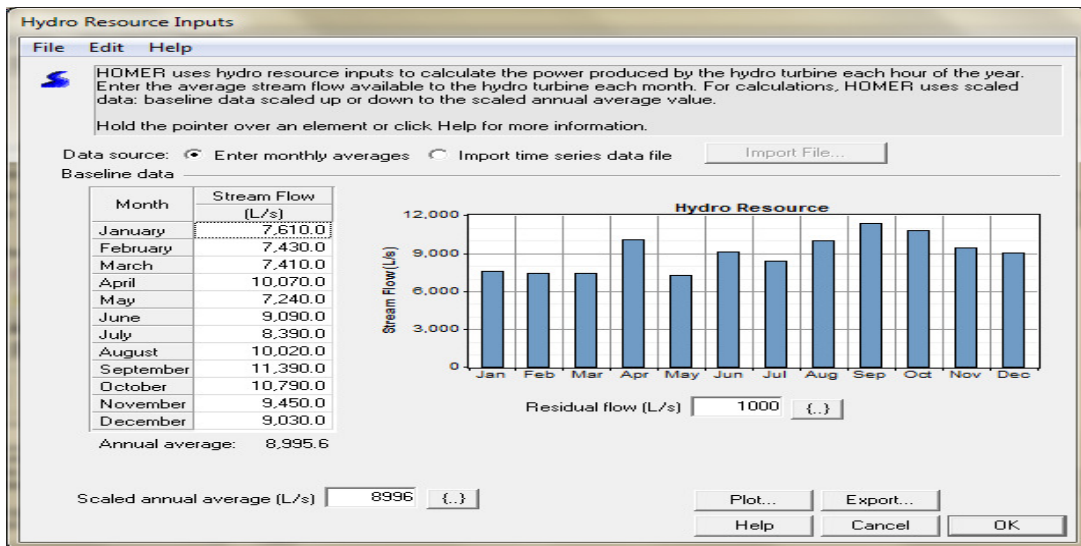 Hydro Resource Inputs
File Edit Help
HOMER uses hydro resource inputs to calculate the power produced by the hydro turbine each hour of the year.
Enter the average stream flow available to the hydro turbine each month. For calculations, HOMER uses scaled
data: baseline data scaled up or down to the scaled annual average value.
Hold the pointer over an element or click Help for more information.
Data source: Enter monthly averages Import time series data file Import File...
Baseline data
Month Stream Flow
(L/s)
January 7,610.0
February 7,430.0
March 7,410.0
April 10,070.0
May 7,240.0
June 9,090.0
July 8,390.0
August 10,020.0
September 11,390.0
October 10,790.0
November 9,450.0
December 9,030.0
Annual average: 8,995.6
Hydro Resource
Stream Flow (L/s)
12,000
9,000
6,000
3,000
0
Jan Feb Mar Apr May Jun Jul Aug Sep Oct Nov Dec
Residual flow (L/s) 1000 {..}
Scaled annual average (L/s) 8996 {..}
Plot... Export...
Help Cancel OK